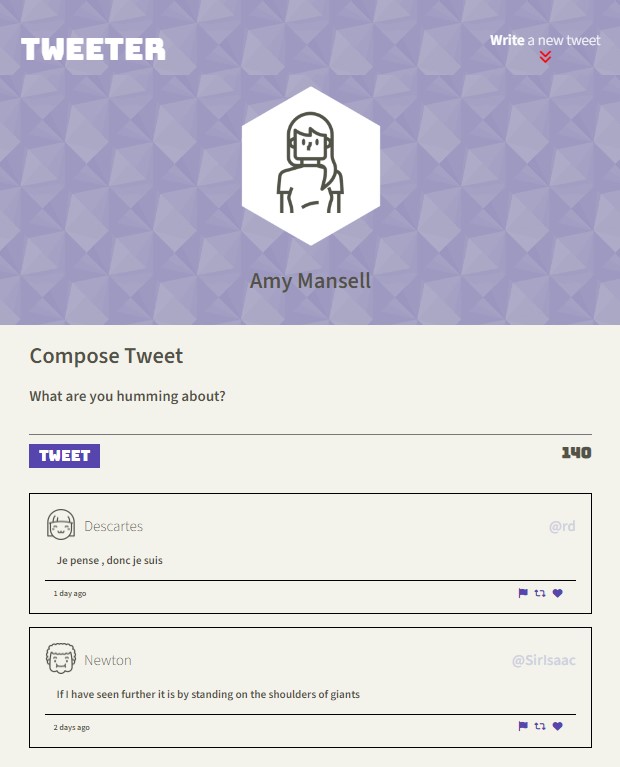 TWEETER
Write a new tweet
Amy Mansell
Compose Tweet
What are you humming about?
TWEET
140
Descartes
@rd
Je pense , donc je suis
1 day ago
Newton
@SirIsaac
If I have seen further it is by standing on the shoulders of giants
2 days ago